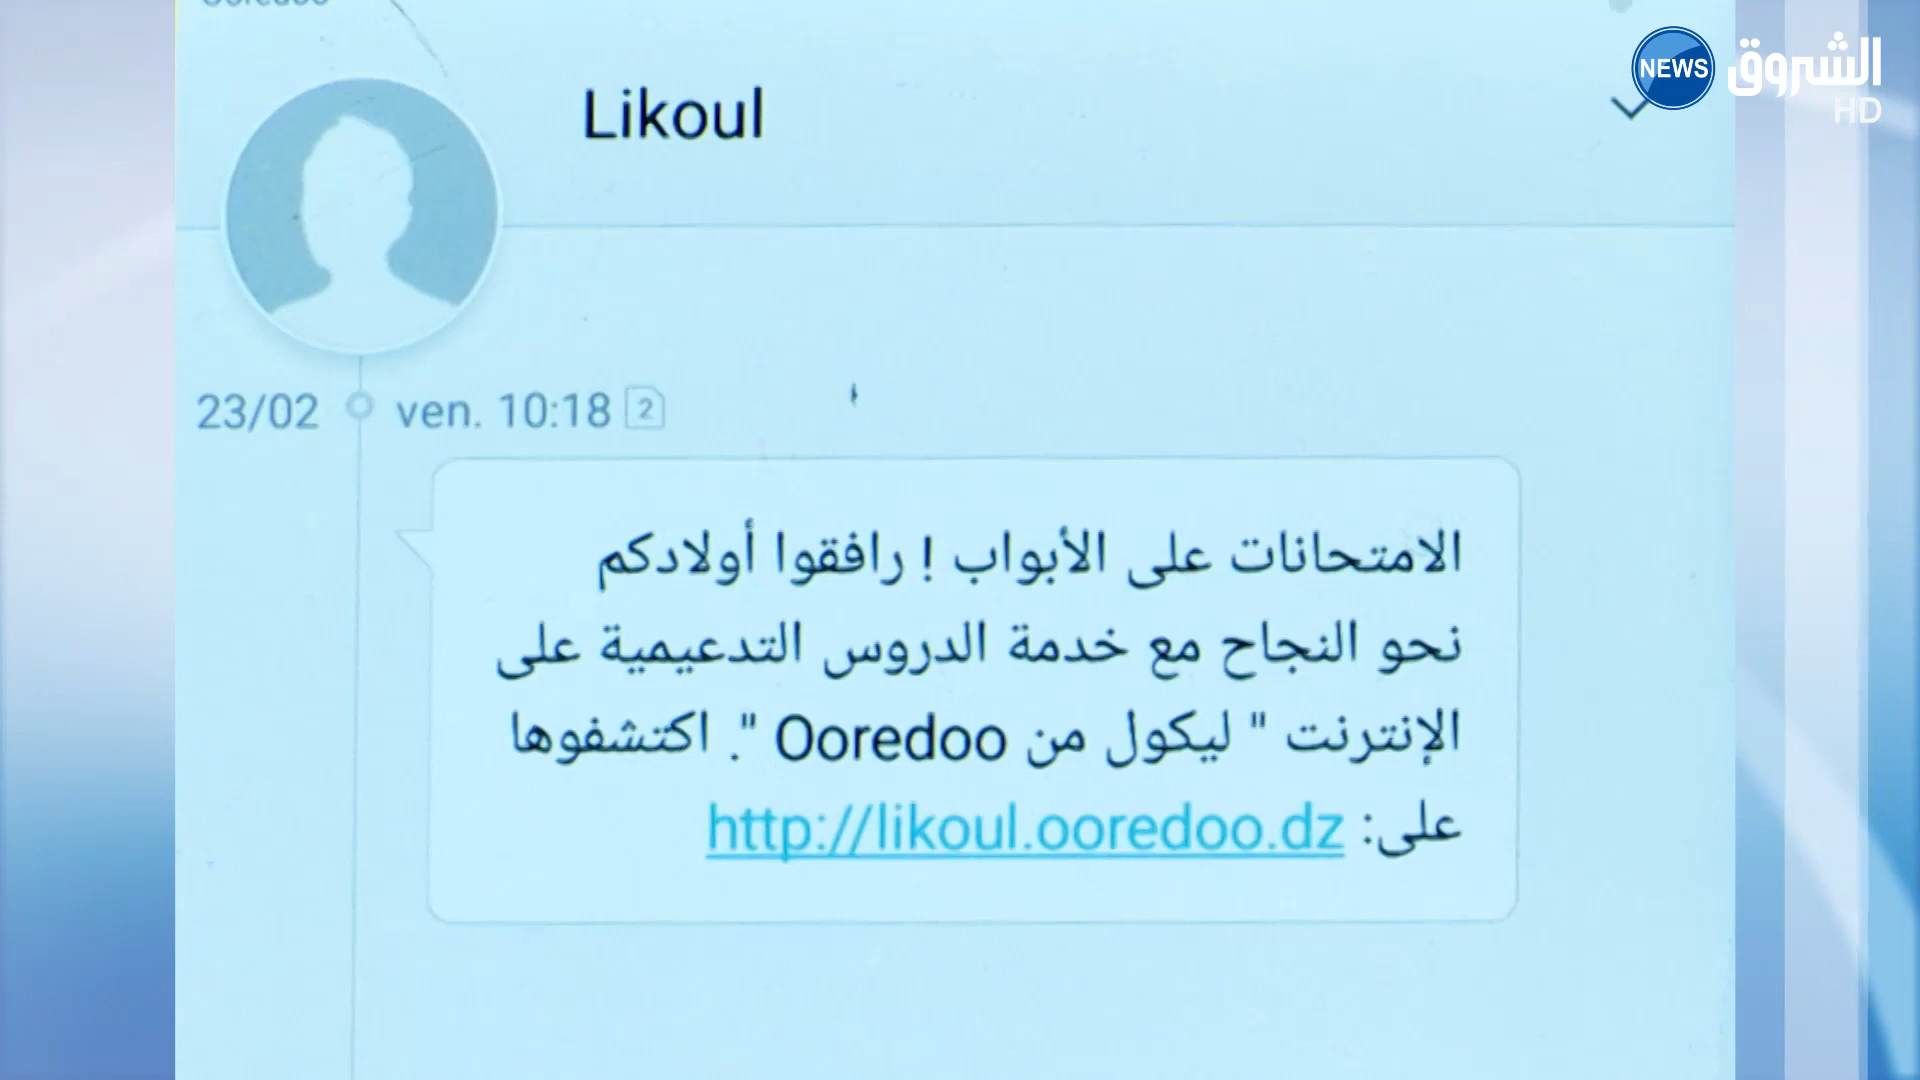 Ooredoo
NEWS الشروق
HD
Likoul
23/02 ven. 10:18 2
الامتحانات على الأبواب ! رافقوا أولادكم
نحو النجاح مع خدمة الدروس التدعيمية على
الإنترنت " ليكول من Ooredoo ". اكتشفوها
على: http://likoul.ooredoo.dz